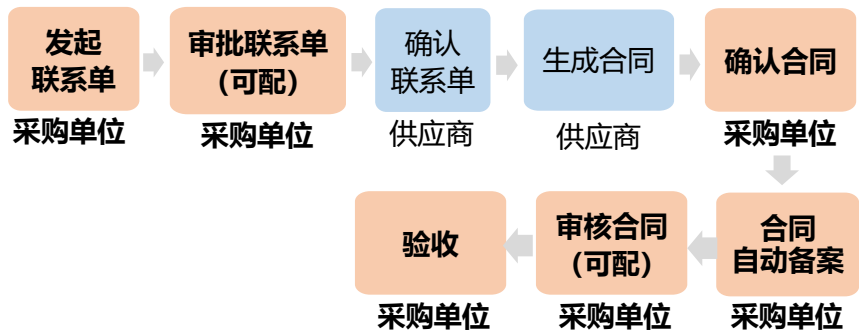 发起
联系单
采购单位
审批联系单
（可配）
采购单位
确认
联系单
供应商
生成合同
供应商
确认合同
采购单位
合同
自动备案
采购单位
审核合同
（可配）
采购单位
验收
采购单位